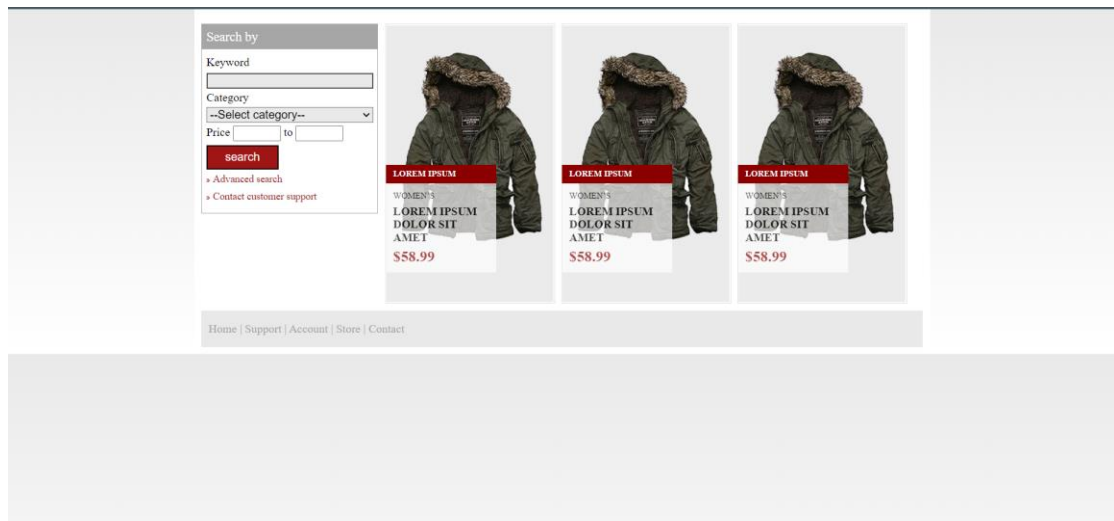 Search by
Keyword
Category
--Select category--
Price to
search
» Advanced search
» Contact customer support
LOREM IPSUM
WOMEN'S
LOREM IPSUM
DOLOR SIT
AMET
$58.99
LOREM IPSUM
WOMEN'S
LOREM IPSUM
DOLOR SIT
AMET
$58.99
LOREM IPSUM
WOMEN'S
LOREM IPSUM
DOLOR SIT
AMET
$58.99
Home | Support | Account | Store | Contact